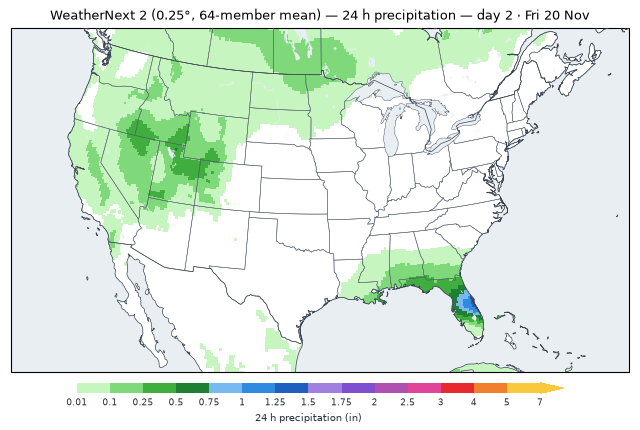 WeatherNext 2 (0.25°, 64-member mean) — 24 h precipitation — day 2 · Fri 20 Nov
0.01 0.1 0.25 0.5 0.75 1 1.25 1.5 1.75 2 2.5 3 4 5 7
24 h precipitation (in)